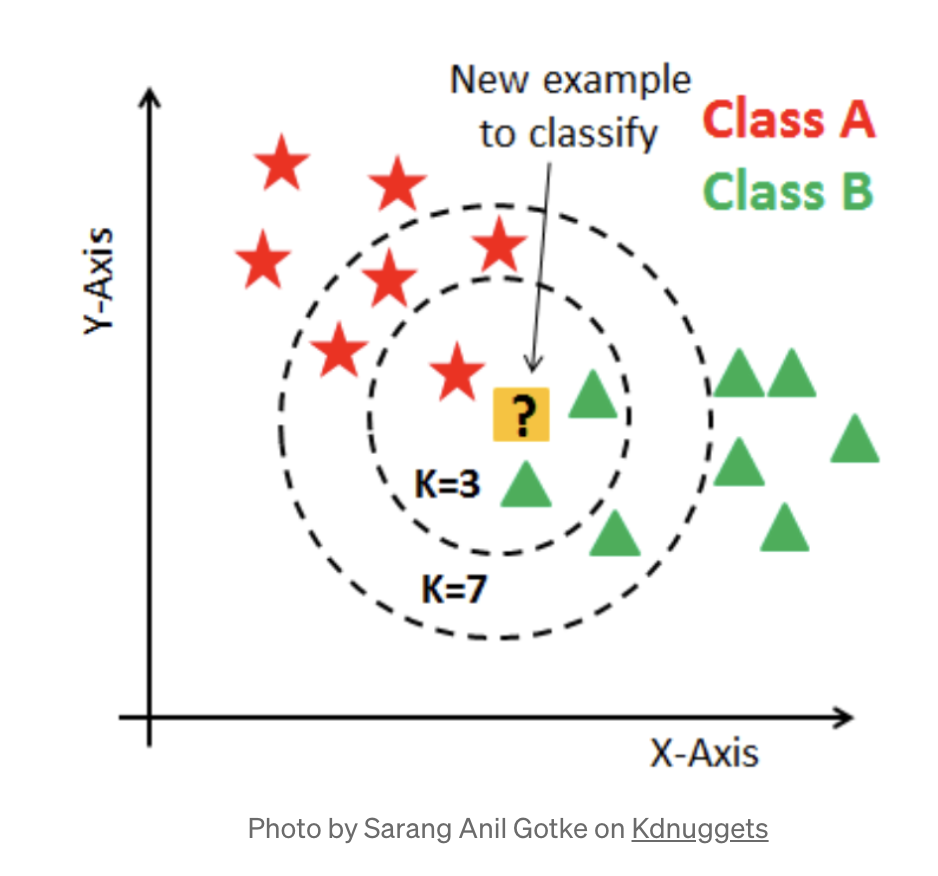 New example
to classify
Class A
Class B
Y-Axis
?
K=3
K=7
X-Axis
Photo by Sarang Anil Gotke on Kdnuggets